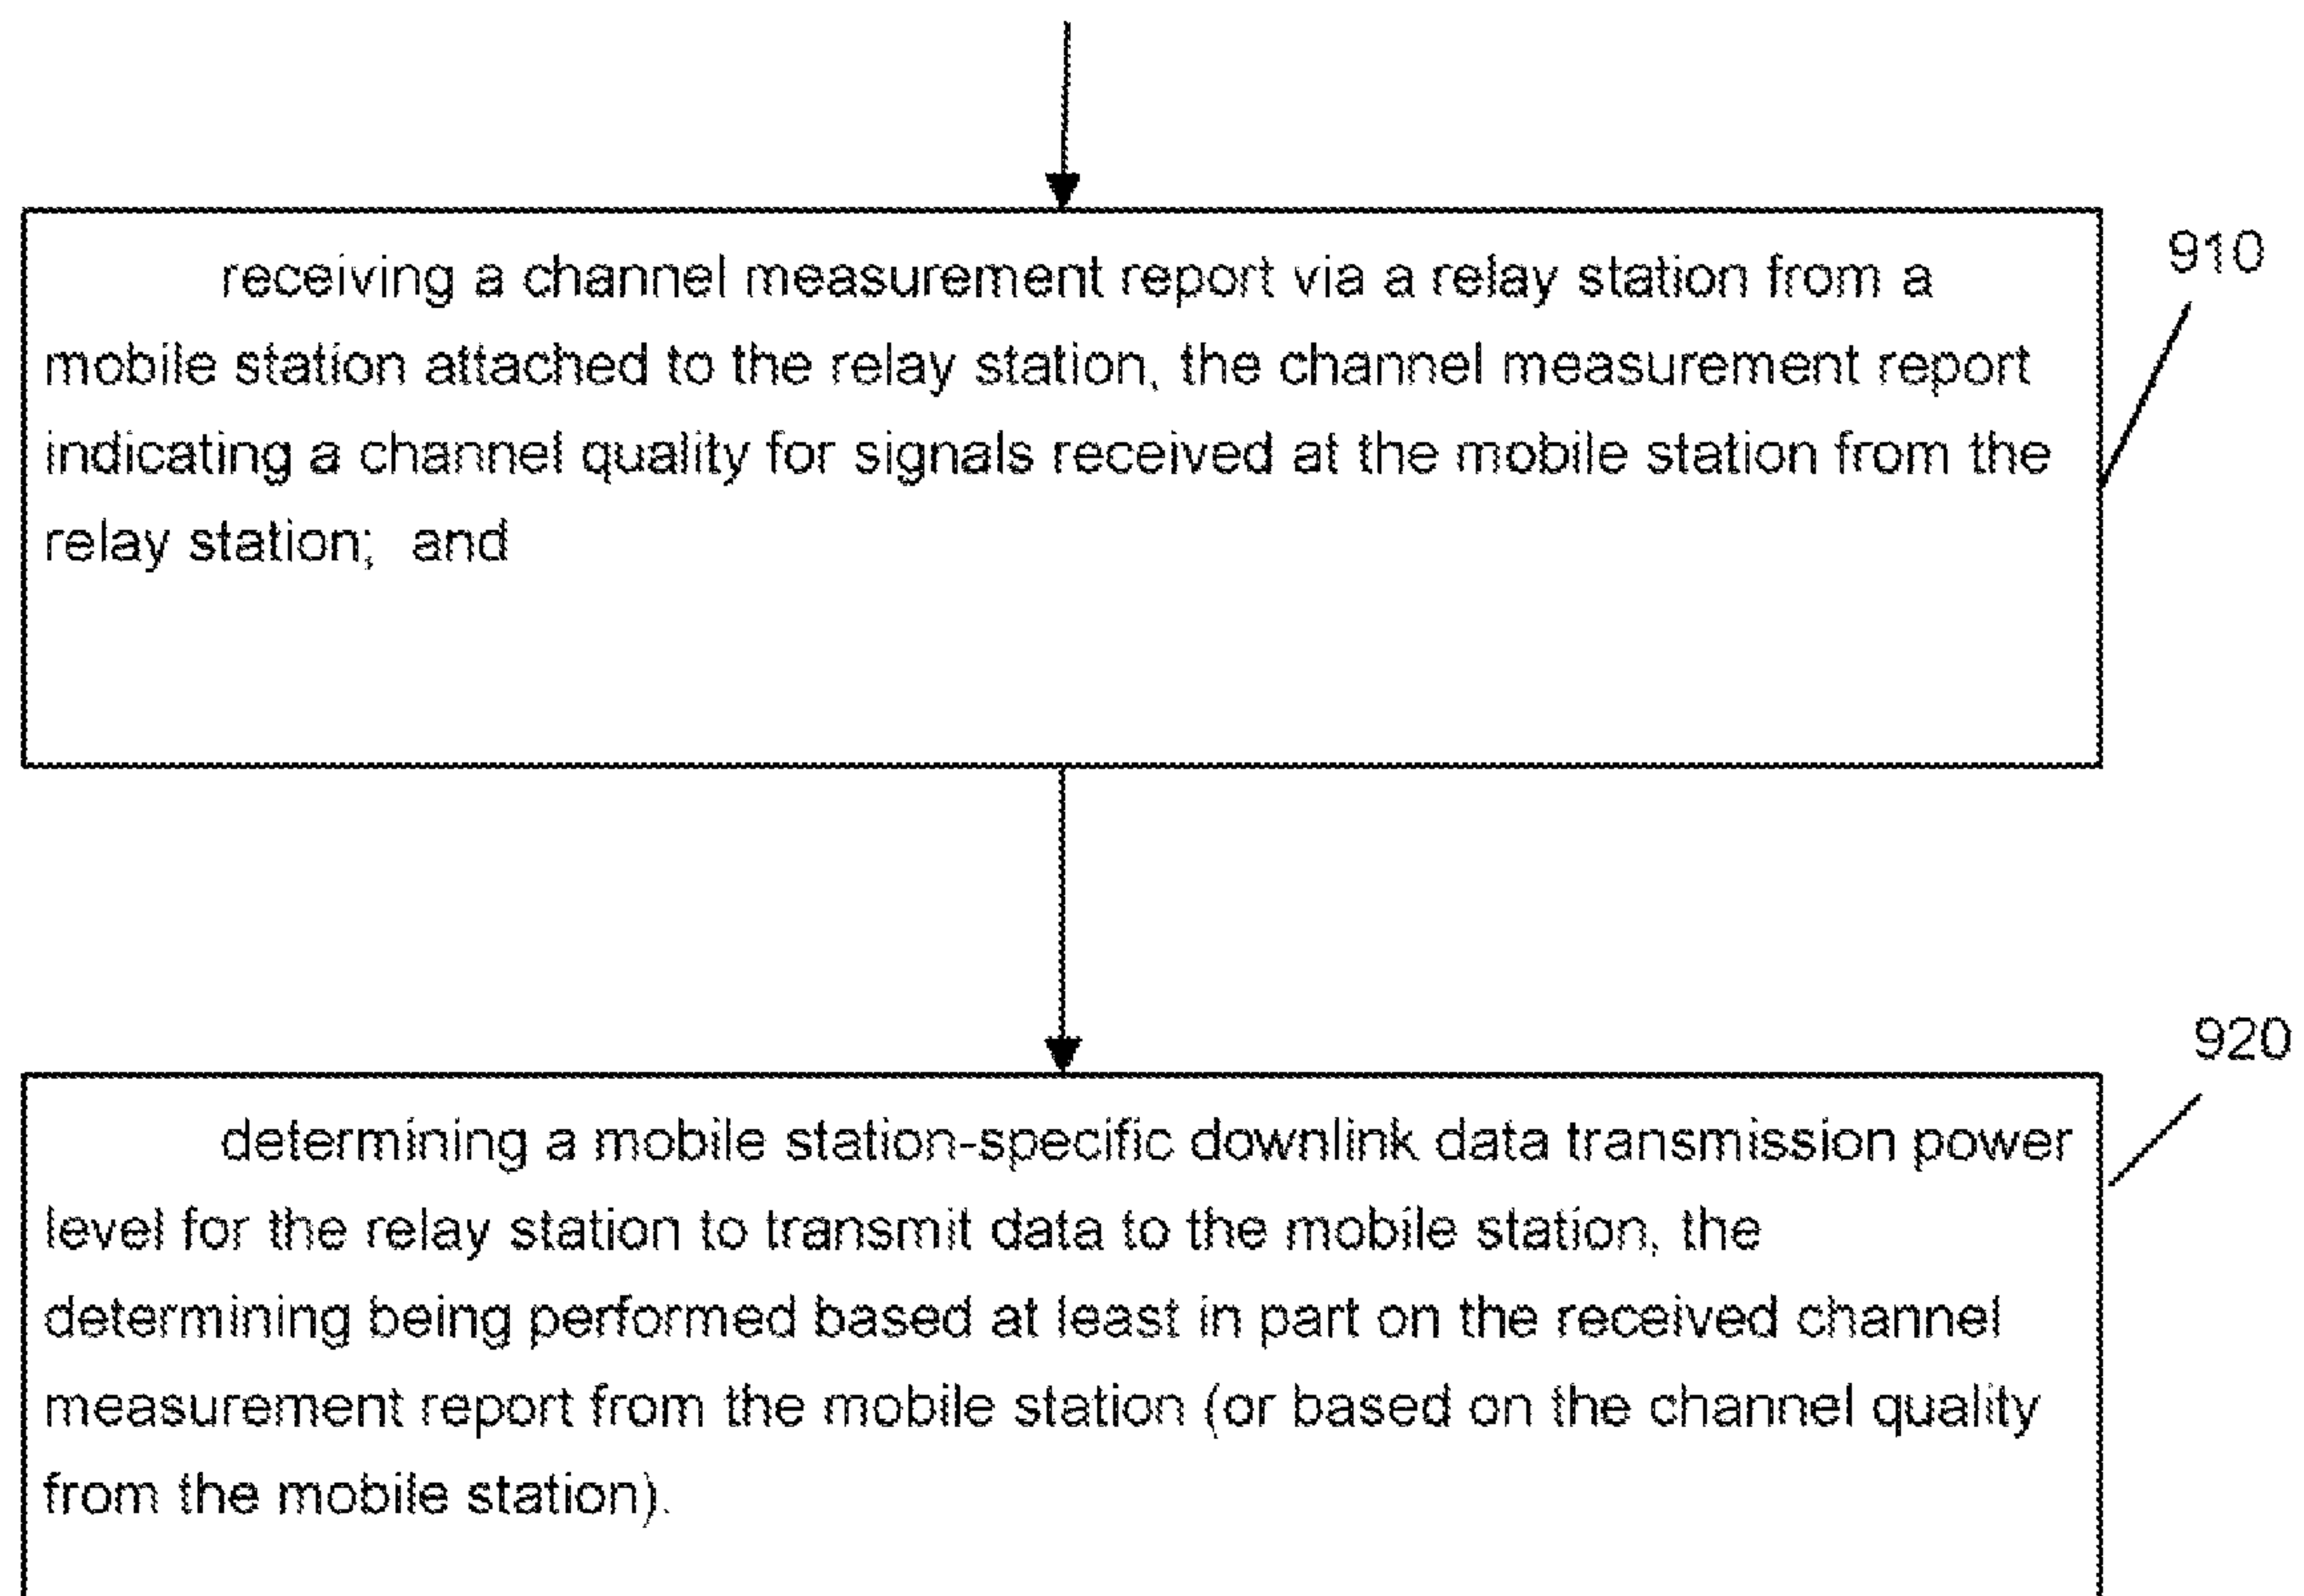 receiving a channel measurement report via a relay station from a
mobile station attached to the relay station, the channel measurement report
indicating a channel quality for signals received at the mobile station from the
relay station; and
910
920
determining a mobile station-specific downlink data transmission power
level for the relay station to transmit data to the mobile station, the
determining being performed based at least in part on the received channel
measurement report from the mobile station (or based on the channel quality
from the mobile station).